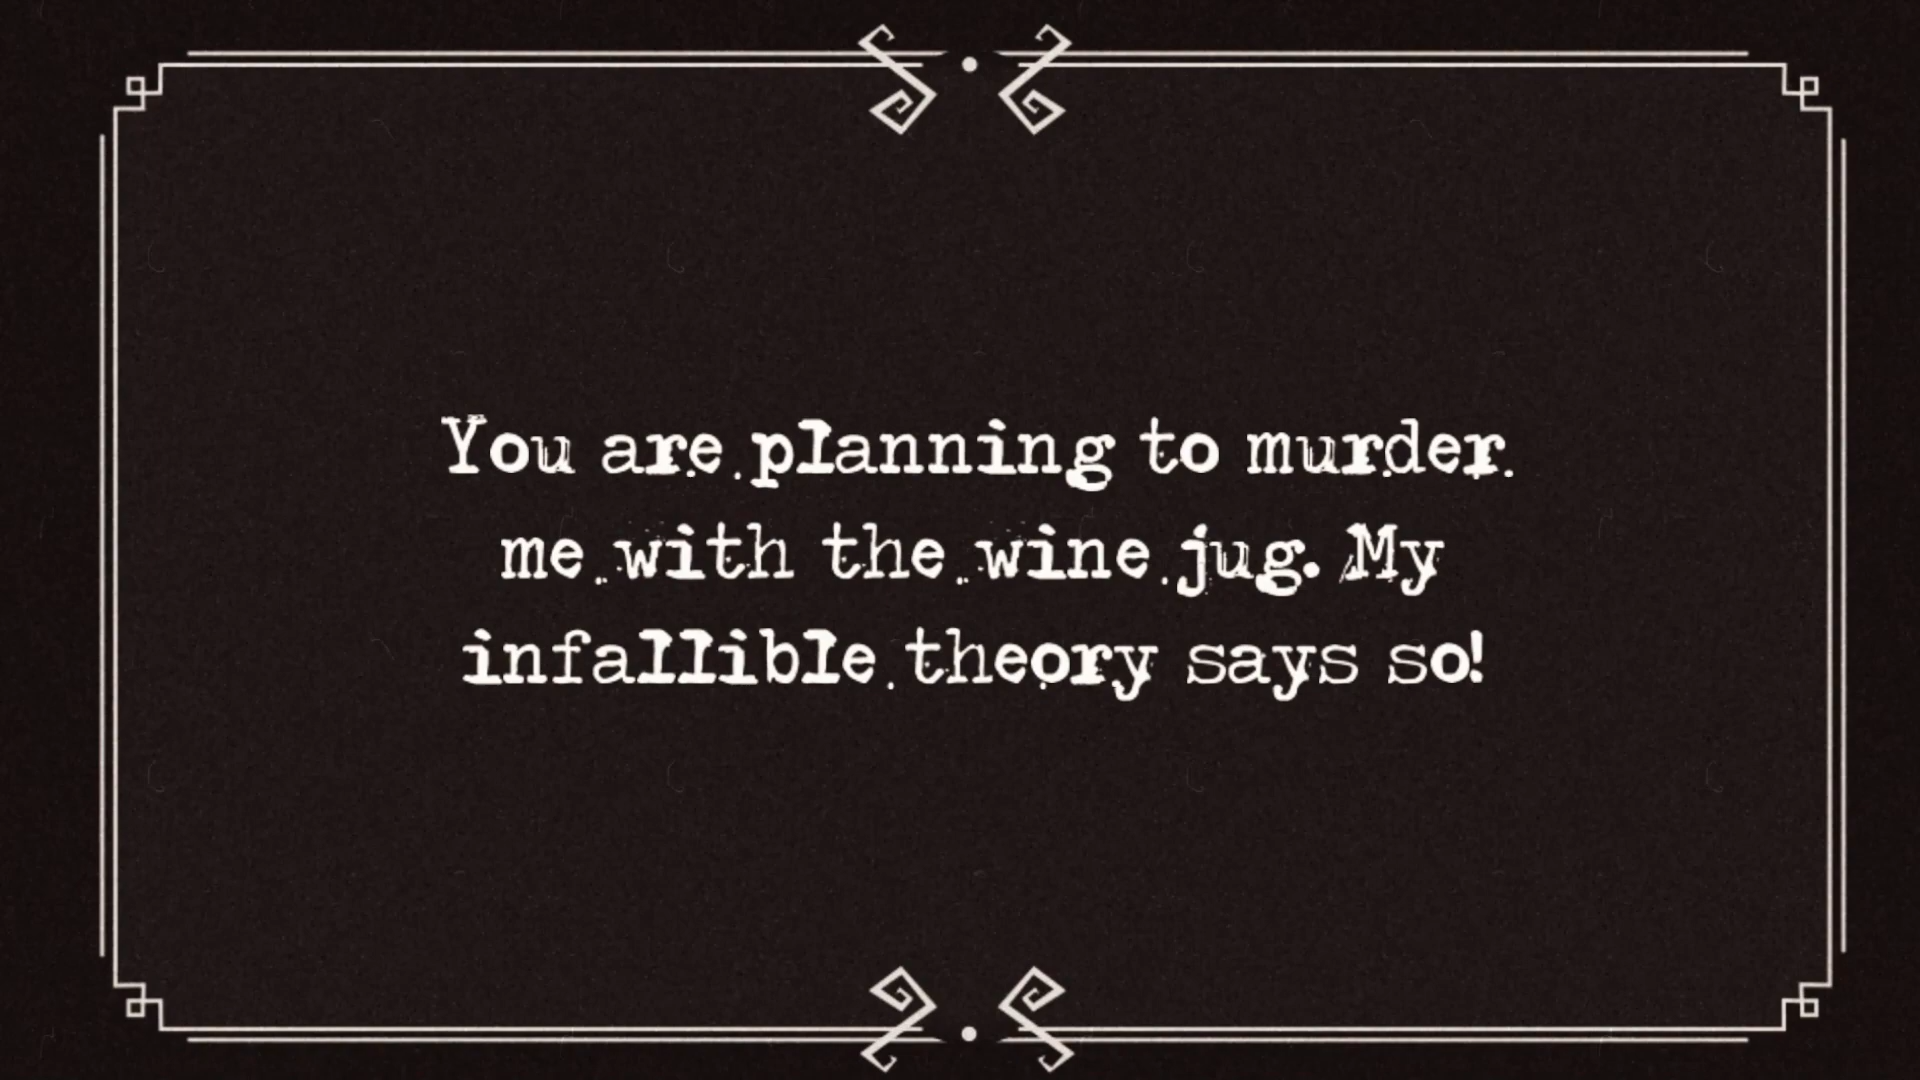 You are planning to murder
me with the wine jug. My
infallible theory says so!